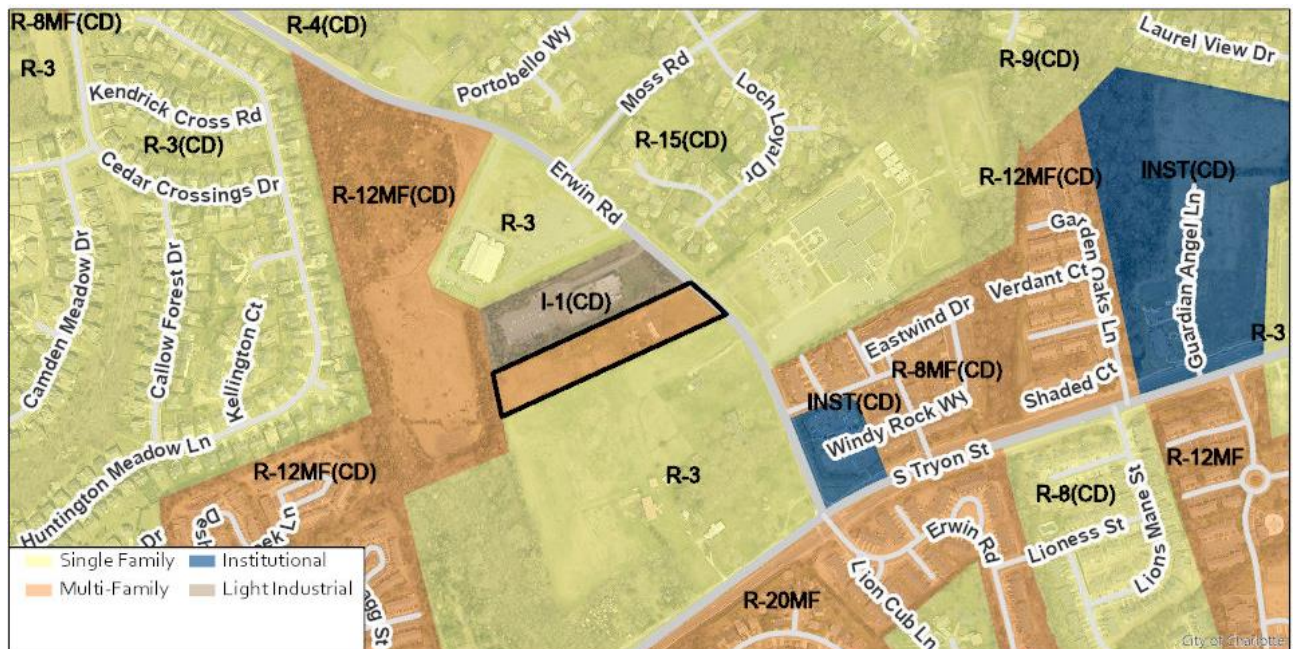 R-8MF(CD)
R-4(CD)
R-3
Kendrick Cross Rd
R-3(CD)
Cedar Crossings Dr
Camden Meadow Dr
Callow Forest Dr
Kellington Ct
Huntington Meadow Ln
R-12MF(CD)
Portobello Wy
Moss Rd
Loch Loyal Dr
R-15(CD)
Erwin Rd
R-3
I-1(CD)
R-9(CD)
Laurel View Dr
R-12MF(CD)
INST(CD)
Garden Oaks Ln
Guardian Angel Ln
Verdant Ct
Eastwind Dr
R-8MF(CD)
R-3
INST(CD)
Windy Rock Wy
Shaded Ct
S Tryon St
R-12MF(CD)
R-3
R-12MF
R-8(CD)
Lions Mane St
Lioness St
Erwin Rd
Lion Cub Ln
R-20MF
Dr
Single Family
Institutional
Multi-Family
Light Industrial
St
City of Charlotte